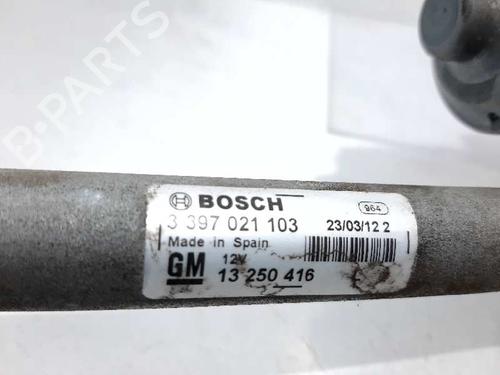 B-PARTS
BOSCH
964
3 397 021 103
23/03/12 2
Made in Spain
12V
GM
13 250 416